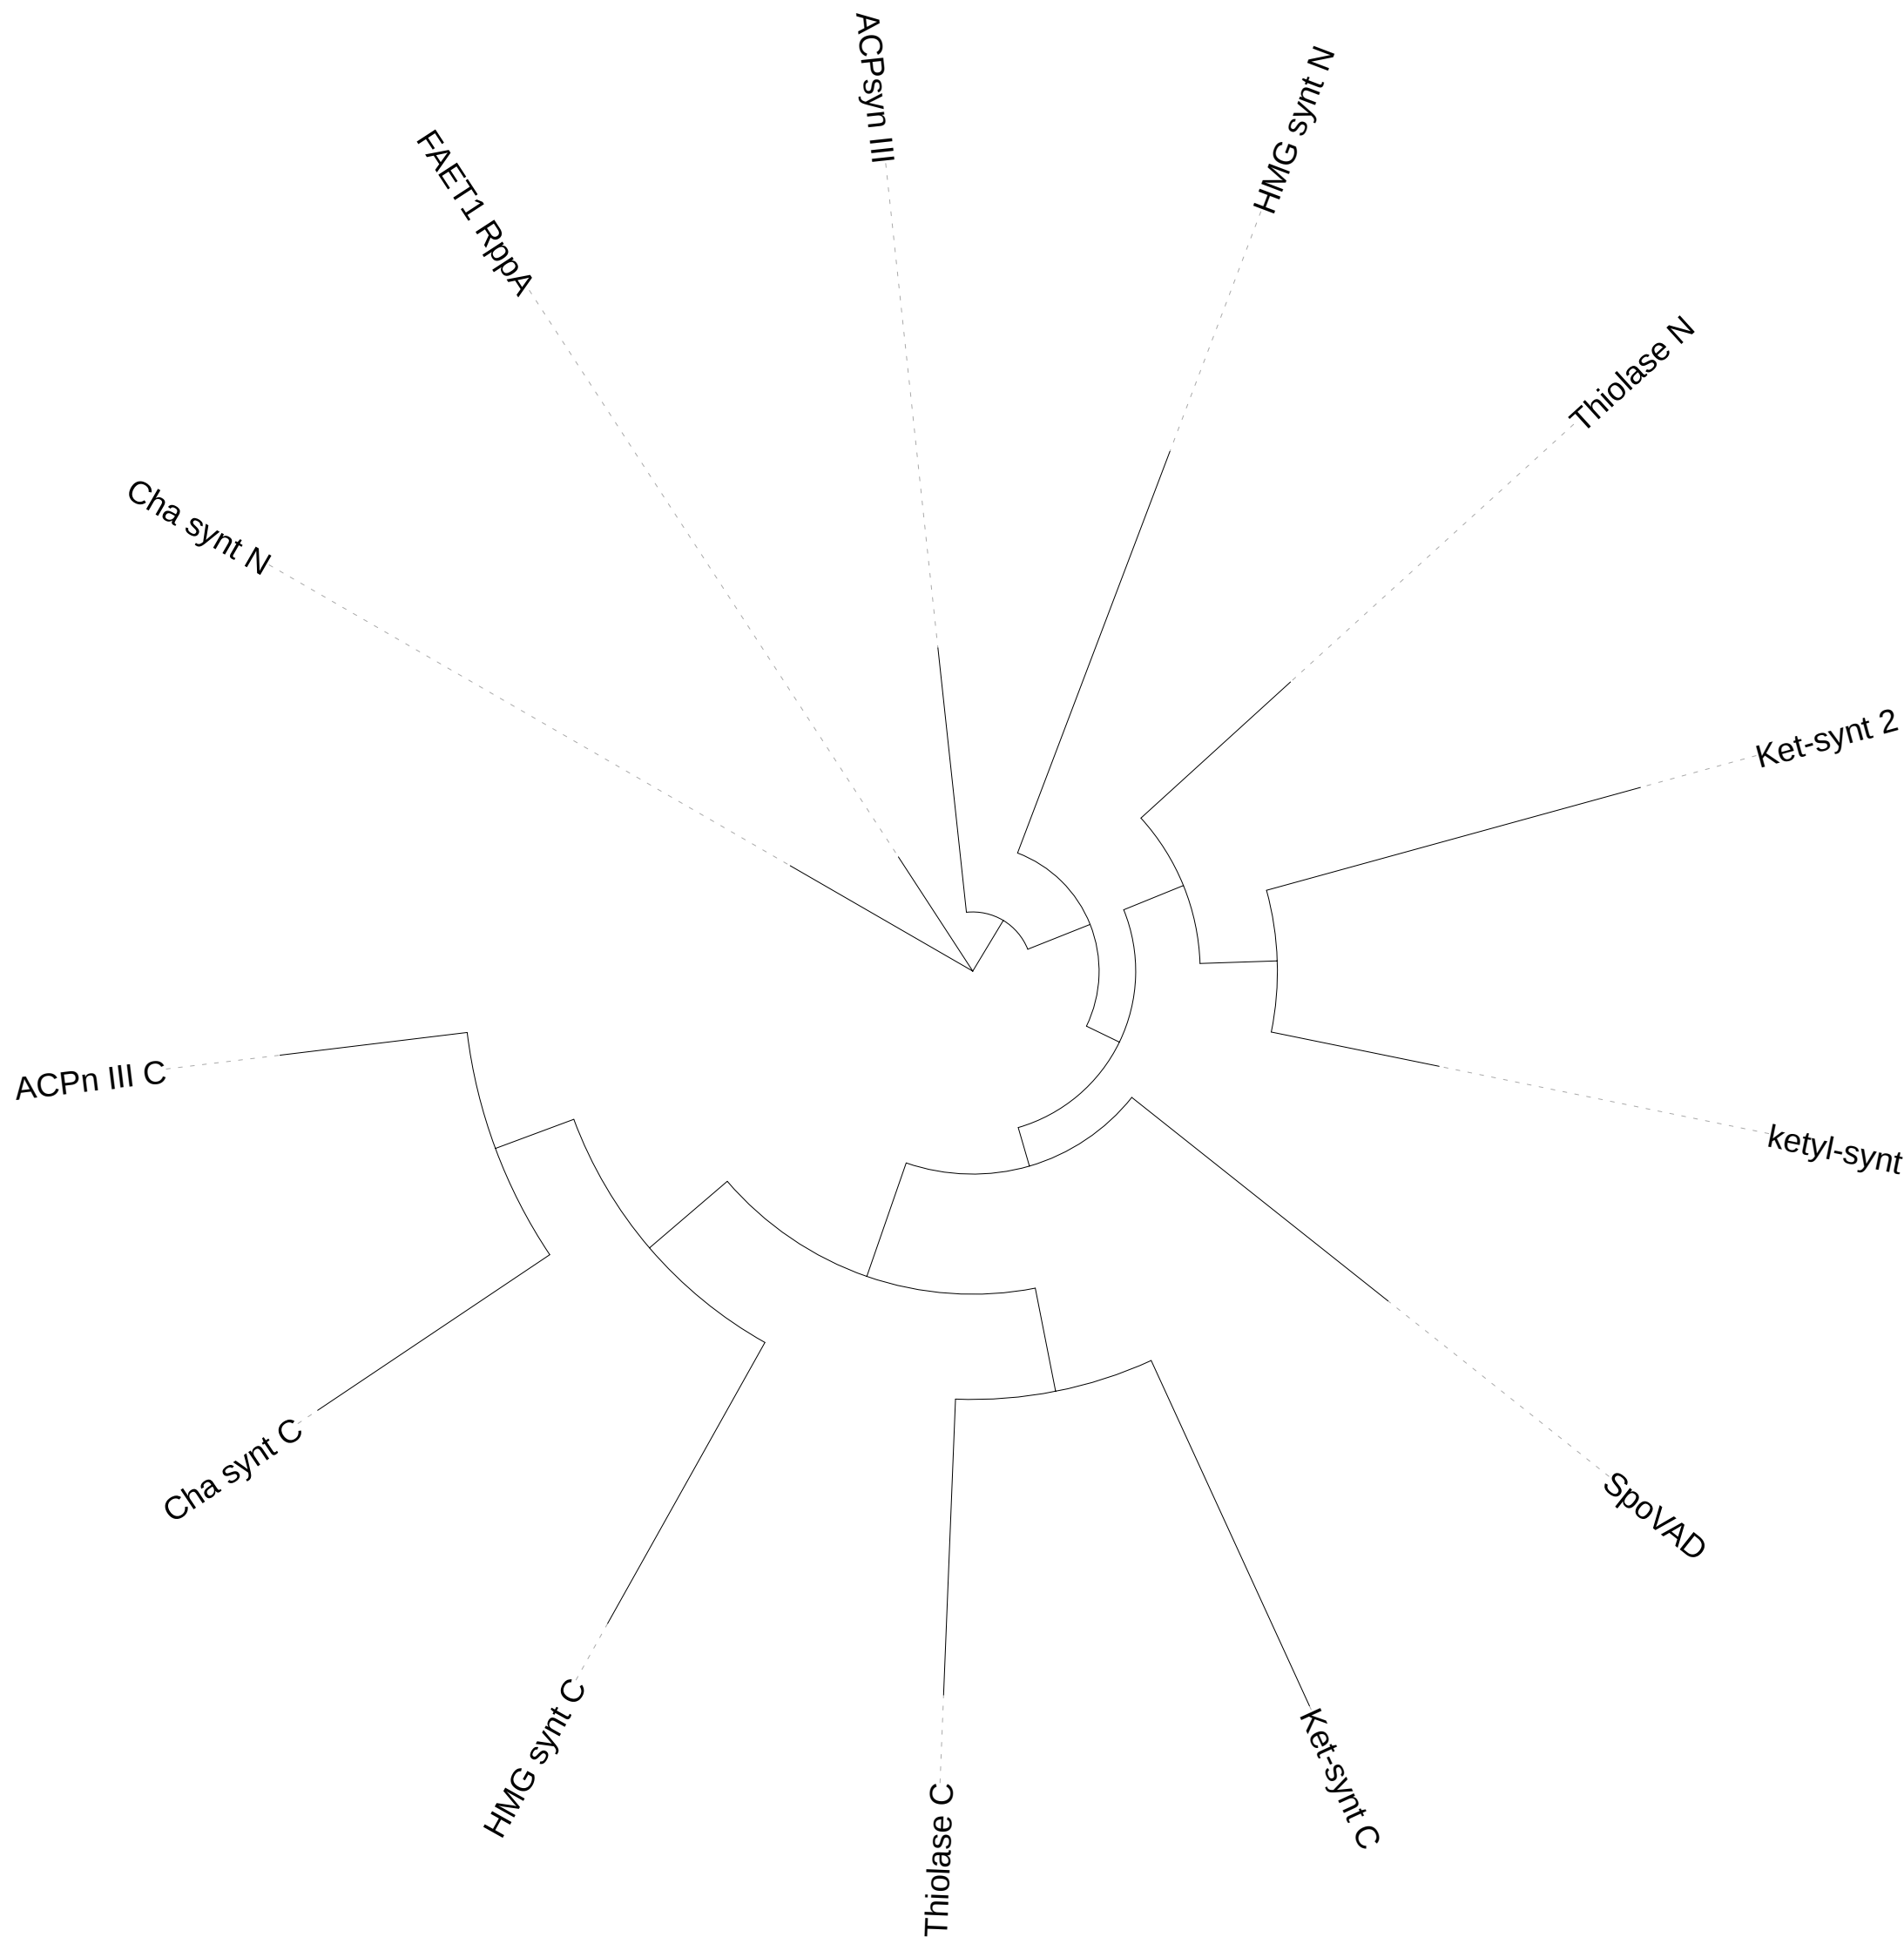 ACPsyn III
HMG synt N
FAET1 RppA
Thiolase N
Cha synt N
Ket-synt 2
ACPn III C
ketyl-synt
Cha synt C
SpoVAD
HMG synt C
Ket-synt C
Thiolase C